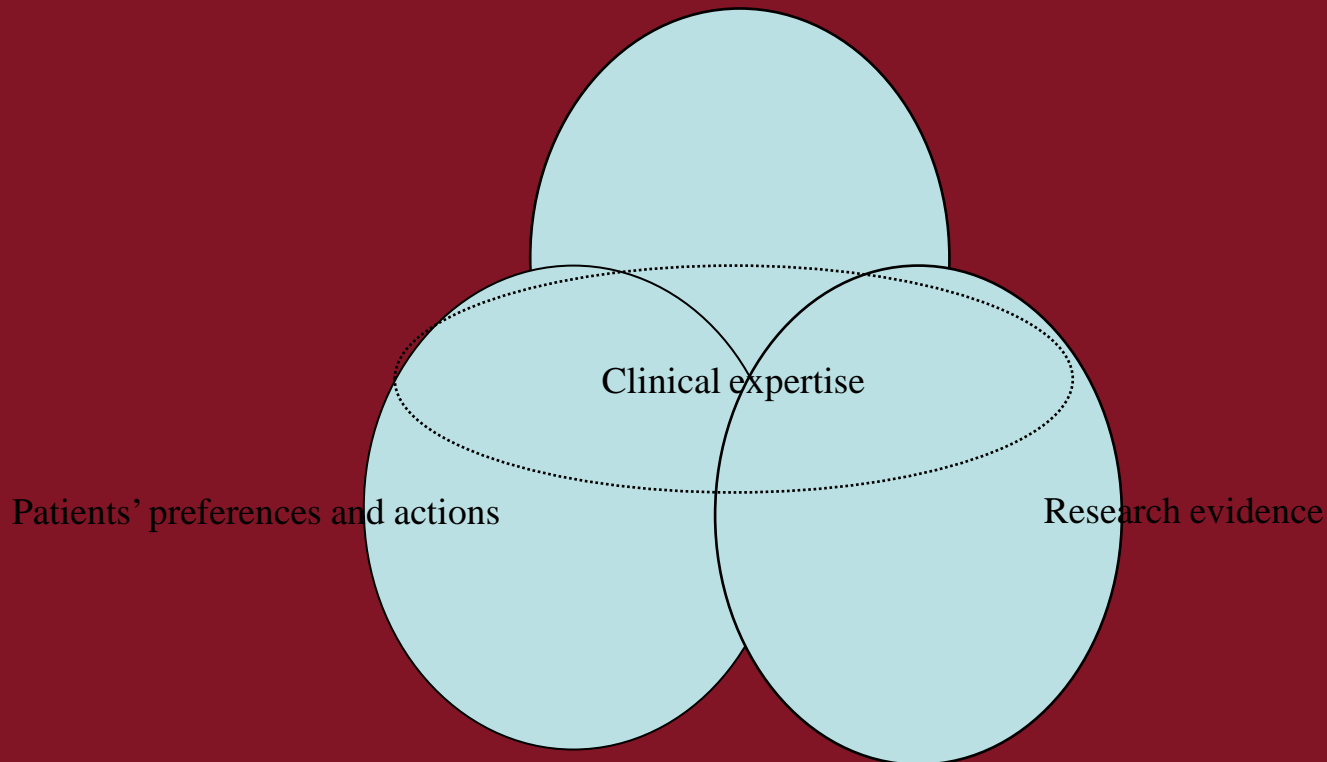 Clinical expertise
Patients’ preferences and actions
Research evidence